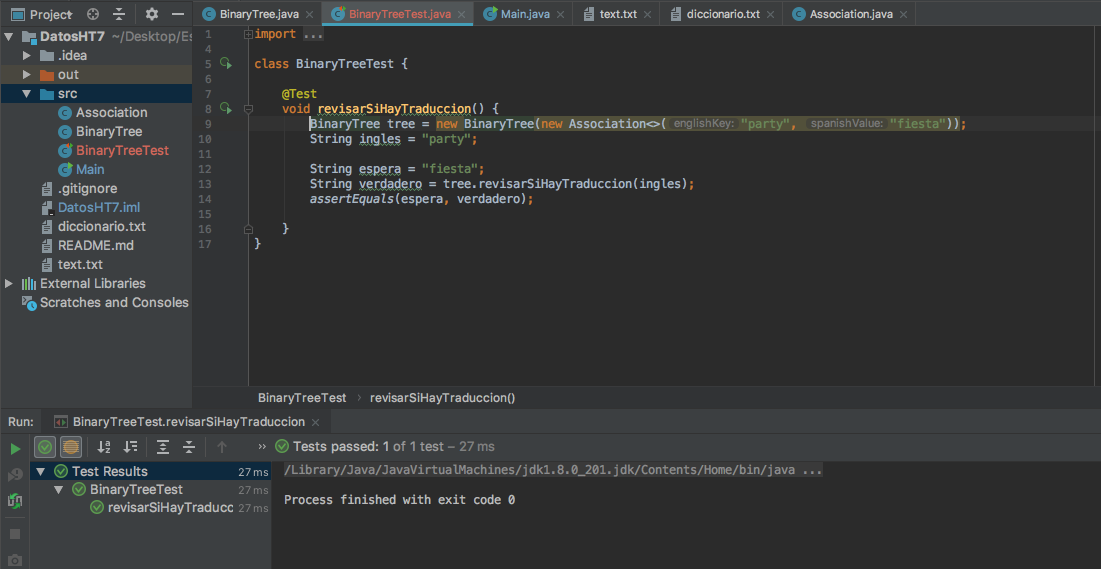 Project
BinaryTree.java
BinaryTreeTest.java
Main.java
text.txt
diccionario.txt
Association.java
DatosHT7 ~/Desktop/Es
.idea
out
src
Association
BinaryTree
BinaryTreeTest
Main
.gitignore
DatosHT7.iml
diccionario.txt
README.md
text.txt
External Libraries
Scratches and Consoles
1 import ...
4
5 class BinaryTreeTest {
6
7 @Test
8 void revisarSiHayTraduccion() {
9 BinaryTree tree = new BinaryTree(new Association<>( englishKey: "party", spanishValue: "fiesta"));
10 String ingles = "party";
11
12 String espera = "fiesta";
13 String verdadero = tree.revisarSiHayTraduccion(ingles);
14 assertEquals(espera, verdadero);
15
16 }
17 }
BinaryTreeTest › revisarSiHayTraduccion()
Run: BinaryTreeTest.revisarSiHayTraduccion
» Tests passed: 1 of 1 test – 27 ms
Test Results 27 ms
BinaryTreeTest 27 ms
revisarSiHayTraducc 27 ms
/Library/Java/JavaVirtualMachines/jdk1.8.0_201.jdk/Contents/Home/bin/java ...
Process finished with exit code 0